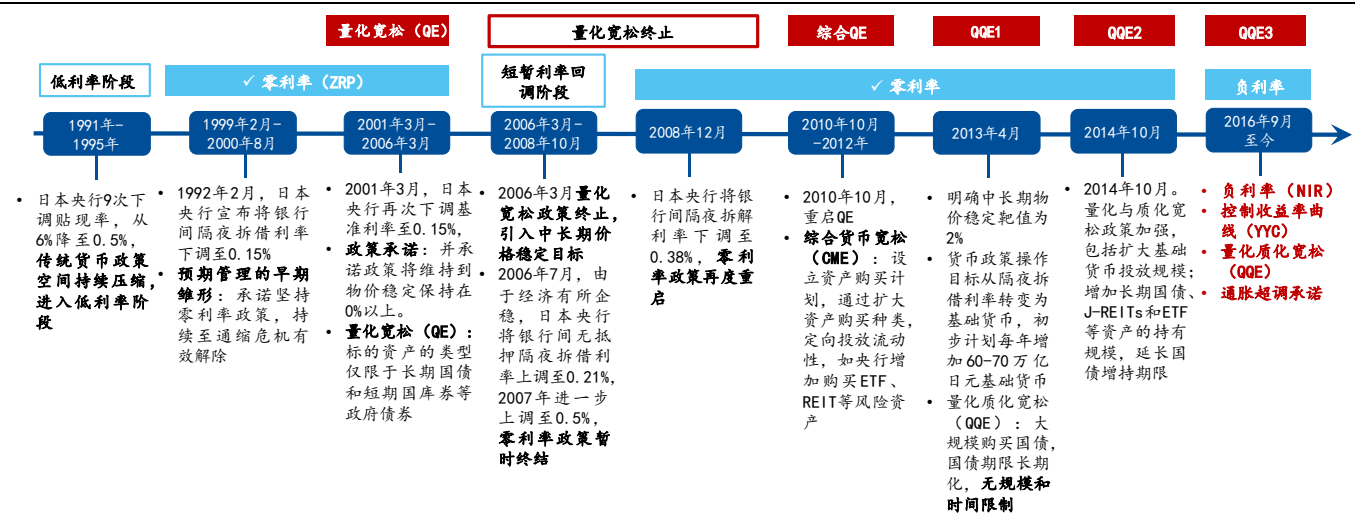 量化宽松（QE）
量化宽松终止
综合QE
QQE1
QQE2
QQE3
低利率阶段
✓ 零利率（ZRP）
短暂利率回
调阶段
✓ 零利率
负利率
1991年-
1995年
1999年2月-
2000年8月
2001年3月-
2006年3月
2006年3月-
2008年10月
2008年12月
2010年10月
-2012年
2013年4月
2014年10月
2016年9月
至今
• 日本央行9次下
调贴现率，从
6%降至0.5%，
传统货币政策
空间持续压缩，
进入低利率阶
段
• 1992年2月，日本
央行宣布将银行
间隔夜拆借利率
下调至0.15%
• 预期管理的早期
雏形：承诺坚持
零利率政策，持
续至通缩危机有
效解除
• 2001年3月，日本
央行再次下调基
准利率至0.15%，
• 政策承诺：并承
诺政策将维持到
物价稳定保持在
0%以上。
• 量化宽松（QE）：
标的资产的类型
仅限于长期国债
和短期国库券等
政府债券
• 2006年3月量化
宽松政策终止，
引入中长期价
格稳定目标
• 2006年7月，由
于经济有所企
稳，日本央行
将银行间无抵
押隔夜拆借利
率上调至0.21%，
2007年进一步
上调至0.5%，
零利率政策暂
时终结
• 日本央行将银
行间隔夜拆解
利率下调至
0.38%，零利
率政策再度重
启
• 2010年10月，
重启QE
• 综合货币宽松
（CME）：设
立资产购买计
划，通过扩大
资产购买种类，
定向投放流动
性，如央行增
加购买ETF、
REIT等风险资
产
• 明确中长期物
价稳定靶值为
2%
• 货币政策操作
目标从隔夜拆
借利率转变为
基础货币，初
步计划每年增
加60-70万亿
日元基础货币
• 量化质化宽松
（QQE）：大
规模购买国债，
国债期限长期
化，无规模和
时间限制
• 2014年10月。
量化与质化宽
松政策加强，
包括扩大基础
货币投放规模；
增加长期国债、
J-REITs和ETF
等资产的持有
规模，延长国
债增持期限
• 负利率（NIR）
• 控制收益率曲
线（YYC）
• 量化质化宽松
（QQE）
• 通胀超调承诺